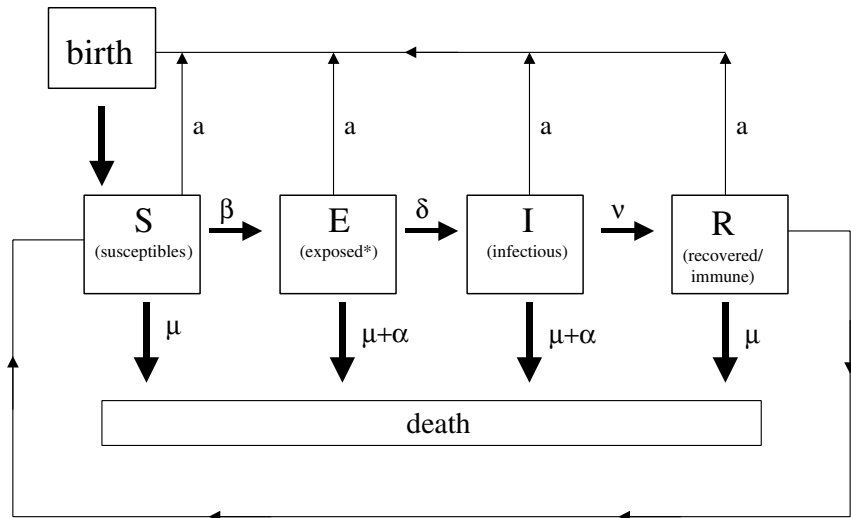 birth
a
a
a
a
S
(susceptibles)
β
E
(exposed*)
δ
I
(infectious)
ν
R
(recovered/
immune)
μ
μ+α
μ+α
μ
death